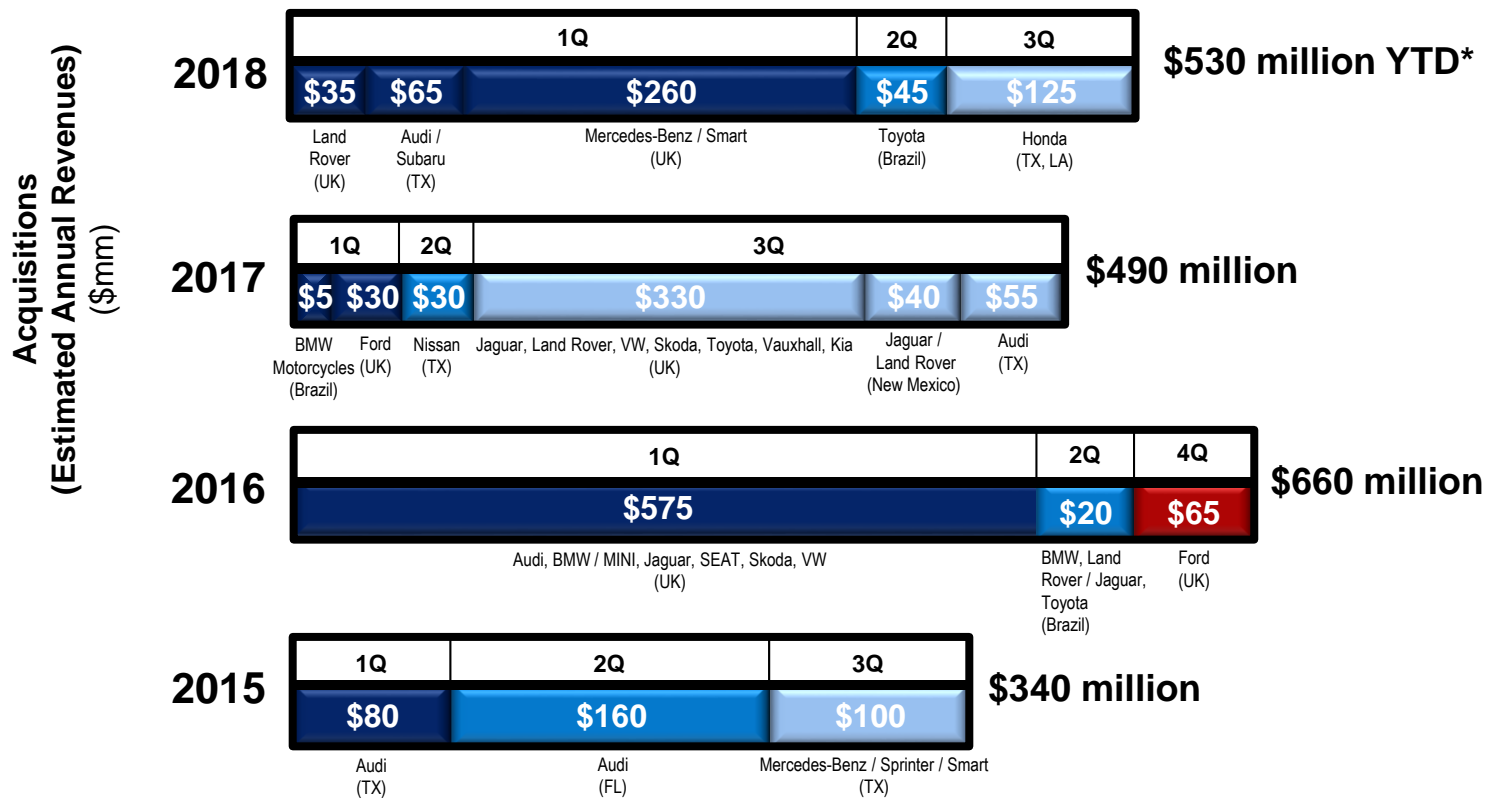 Acquisitions
(Estimated Annual Revenues)
($mm)
2018
1Q
2Q
3Q
$35
$65
$260
$45
$125
$530 million YTD*
Land
Rover
(UK)
Audi /
Subaru
(TX)
Mercedes-Benz / Smart
(UK)
Toyota
(Brazil)
Honda
(TX, LA)
2017
1Q
2Q
3Q
$5
$30
$30
$330
$40
$55
$490 million
BMW
Motorcycles
(Brazil)
Ford
(UK)
Nissan
(TX)
Jaguar, Land Rover, VW, Skoda, Toyota, Vauxhall, Kia
(UK)
Jaguar /
Land Rover
(New Mexico)
Audi
(TX)
2016
1Q
2Q
4Q
$575
$20
$65
$660 million
Audi, BMW / MINI, Jaguar, SEAT, Skoda, VW
(UK)
BMW, Land
Rover / Jaguar,
Toyota
(Brazil)
Ford
(UK)
2015
1Q
2Q
3Q
$80
$160
$100
$340 million
Audi
(TX)
Audi
(FL)
Mercedes-Benz / Sprinter / Smart
(TX)